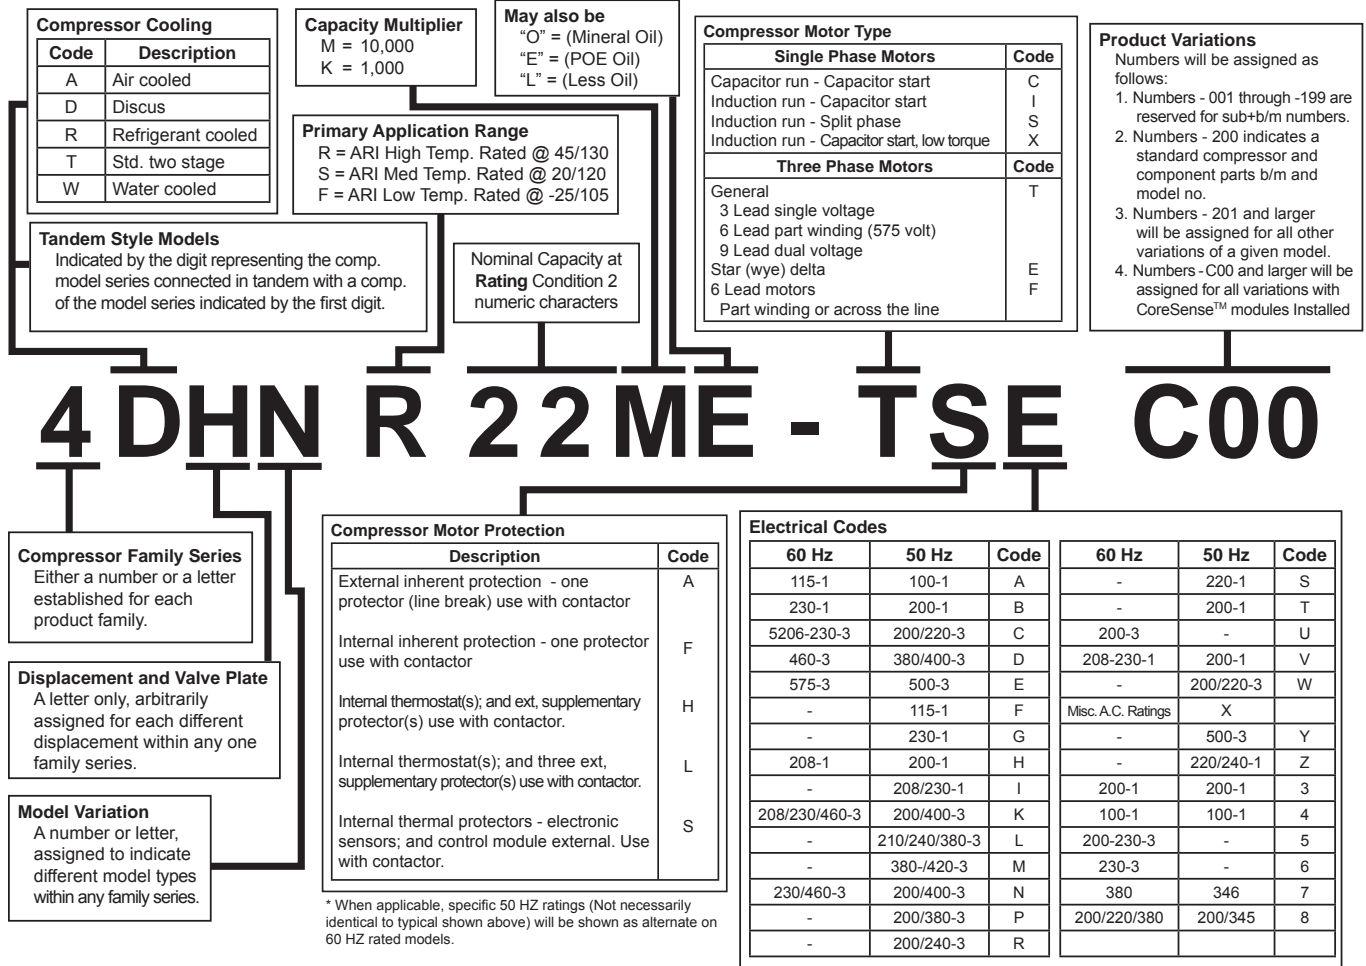 Compressor Cooling
Code Description
A Air cooled
D Discus
R Refrigerant cooled
T Std. two stage
W Water cooled
Capacity Multiplier
M = 10,000
K = 1,000
May also be
“O” = (Mineral Oil)
“E” = (POE Oil)
“L” = (Less Oil)
Primary Application Range
R = ARI High Temp. Rated @ 45/130
S = ARI Med Temp. Rated @ 20/120
F = ARI Low Temp. Rated @ -25/105
Tandem Style Models
Indicated by the digit representing the comp.
model series connected in tandem with a comp.
of the model series indicated by the first digit.
Nominal Capacity at
Rating Condition 2
numeric characters
Compressor Motor Type
Single Phase Motors Code
Capacitor run - Capacitor start C
Induction run - Capacitor start I
Induction run - Split phase S
Induction run - Capacitor start, low torque X
Three Phase Motors Code
General T
3 Lead single voltage
6 Lead part winding (575 volt)
9 Lead dual voltage
Star (wye) delta E
6 Lead motors F
Part winding or across the line
Product Variations
Numbers will be assigned as
follows:
1. Numbers - 001 through -199 are
reserved for sub+b/m numbers.
2. Numbers - 200 indicates a
standard compressor and
component parts b/m and
model no.
3. Numbers - 201 and larger
will be assigned for all other
variations of a given model.
4. Numbers - C00 and larger will be
assigned for all variations with
CoreSense™ modules Installed
4 DHN R 22ME - TSE C00
Compressor Family Series
Either a number or a letter
established for each
product family.
Displacement and Valve Plate
A letter only, arbitrarily
assigned for each different
displacement within any one
family series.
Model Variation
A number or letter,
assigned to indicate
different model types
within any family series.
Compressor Motor Protection
Description Code
External inherent protection - one A
protector (line break) use with contactor
Internal inherent protection - one protector F
use with contactor
Internal thermostat(s); and ext, supplementary H
protector(s) use with contactor.
Internal thermostat(s); and three ext, L
supplementary protector(s) use with contactor.
Internal thermal protectors - electronic S
sensors; and control module external. Use
with contactor.
* When applicable, specific 50 HZ ratings (Not necessarily
identical to typical shown above) will be shown as alternate on
60 HZ rated models.
Electrical Codes
60 Hz 50 Hz Code 60 Hz 50 Hz Code
115-1 100-1 A - 220-1 S
230-1 200-1 B - 200-1 T
5206-230-3 200/220-3 C 200-3 - U
460-3 380/400-3 D 208-230-1 200-1 V
575-3 500-3 E - 200/220-3 W
- 115-1 F Misc. A.C. Ratings X
- 230-1 G - 500-3 Y
208-1 200-1 H - 220/240-1 Z
- 208/230-1 I 200-1 200-1 3
208/230/460-3 200/400-3 K 100-1 100-1 4
- 210/240/380-3 L 200-230-3 - 5
- 380-/420-3 M 230-3 - 6
230/460-3 200/400-3 N 380 346 7
- 200/380-3 P 200/220/380 200/345 8
- 200/240-3 R